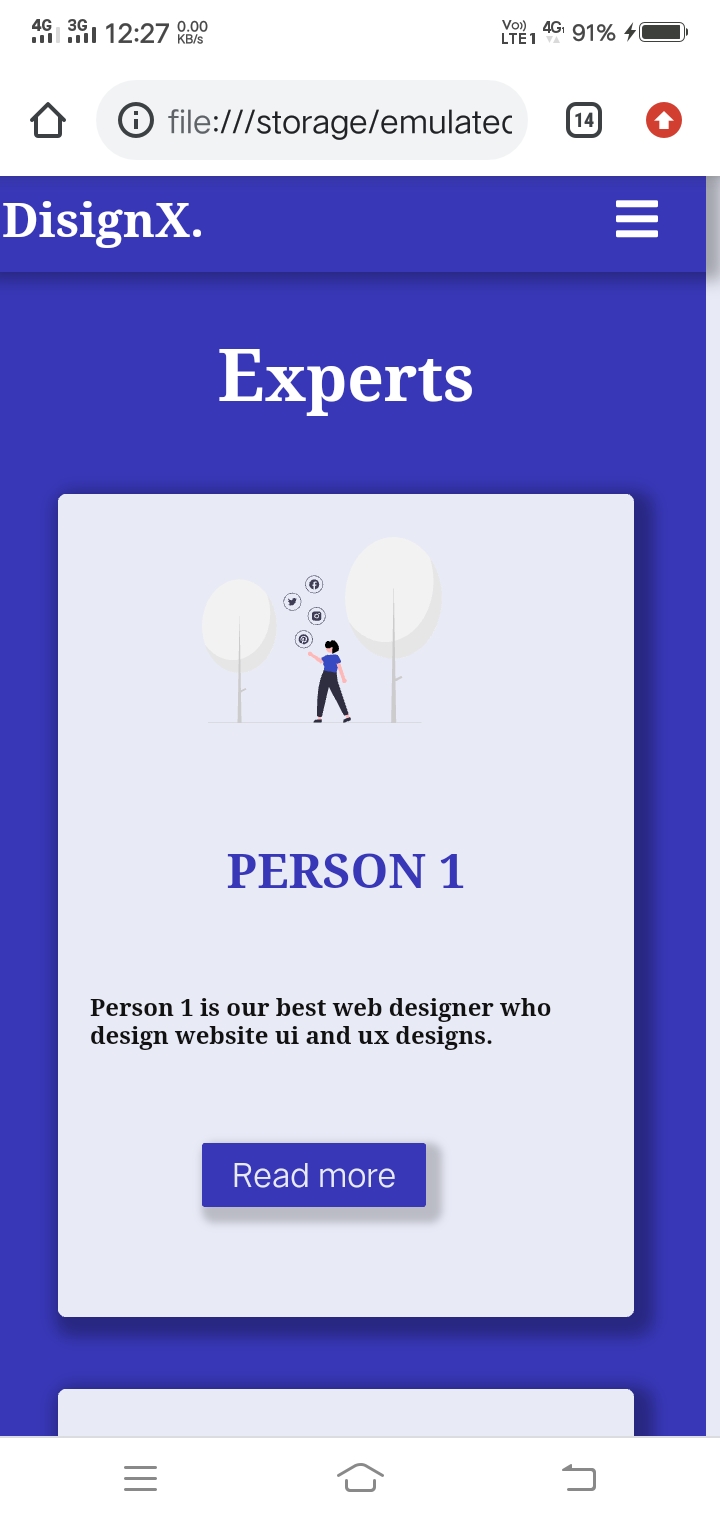 4G 3G 12:27 0.00 KB/s Vo)) LTE1 4G 91%
file:///storage/emulated
14
DisignX.
Experts
PERSON 1
Person 1 is our best web designer who
design website ui and ux designs.
Read more